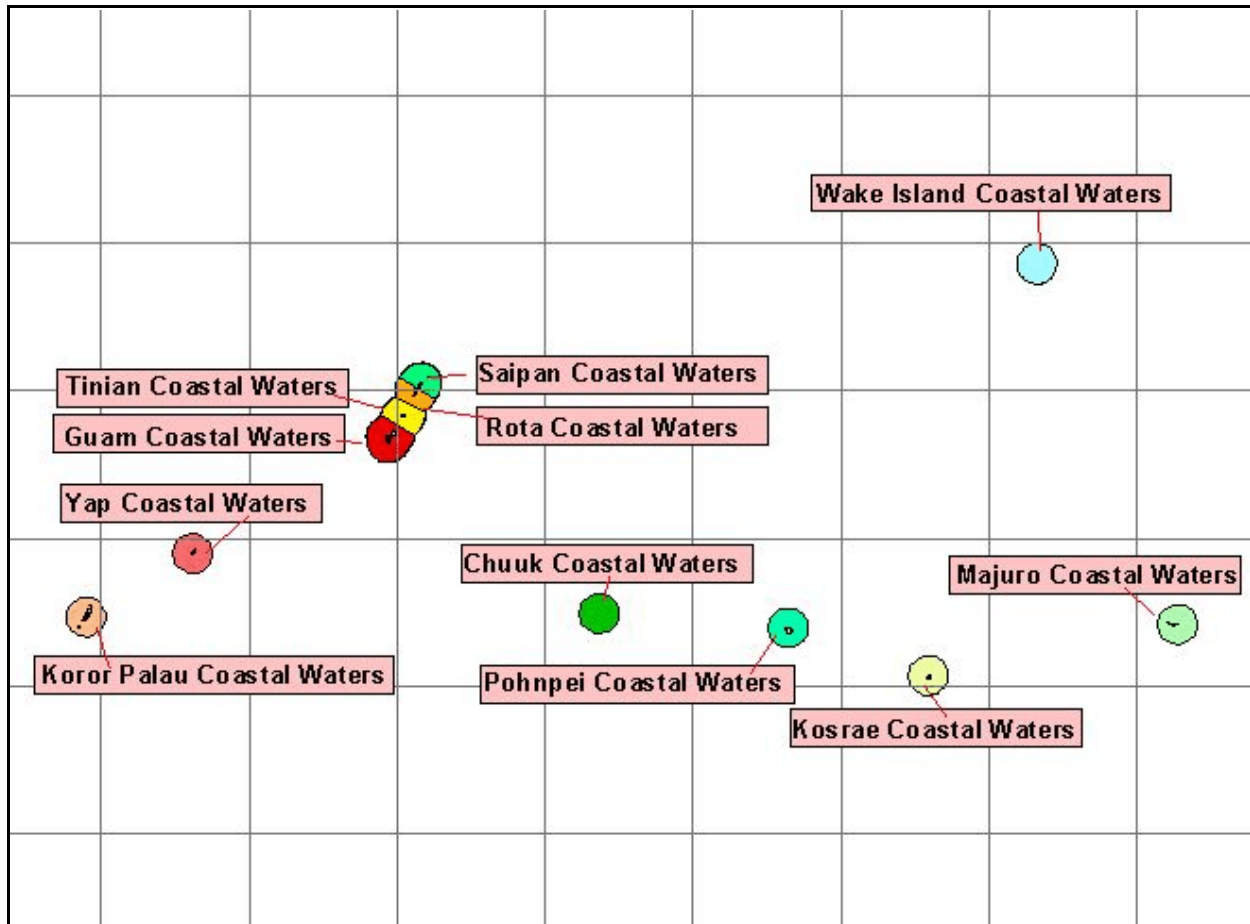 Wake Island Coastal Waters
Saipan Coastal Waters
Tinian Coastal Waters
Rota Coastal Waters
Guam Coastal Waters
Yap Coastal Waters
Chuuk Coastal Waters
Majuro Coastal Waters
Koror Palau Coastal Waters
Pohnpei Coastal Waters
Kosrae Coastal Waters